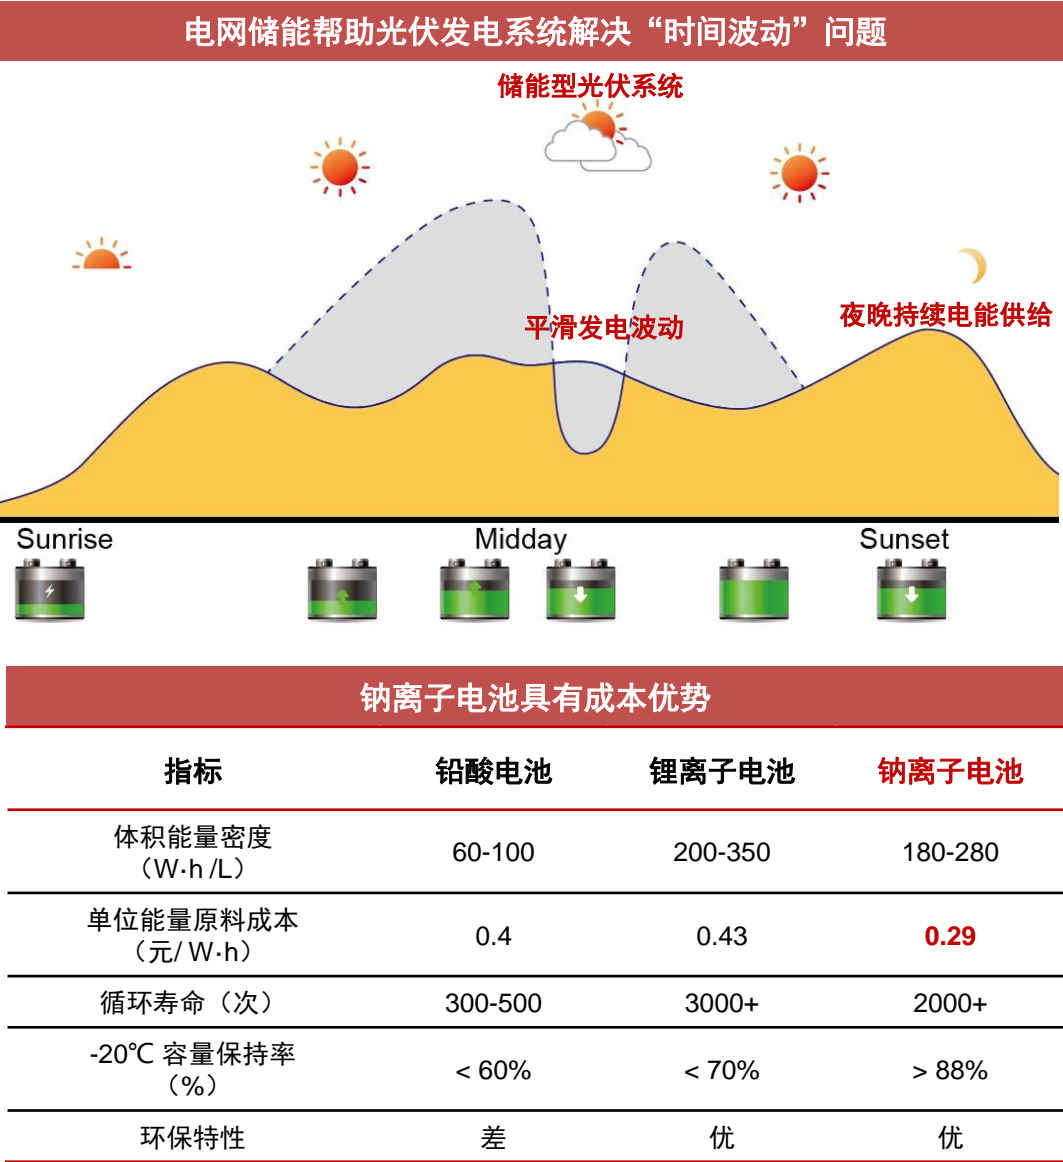 电网储能帮助光伏发电系统解决“时间波动”问题
储能型光伏系统
夜晚持续电能供给
平滑发电波动
Sunrise Midday Sunset
钠离子电池具有成本优势
指标 铅酸电池 锂离子电池 钠离子电池
体积能量密度
（W·h /L） 60-100 200-350 180-280
单位能量原料成本
（元/ W·h） 0.4 0.43 0.29
循环寿命（次） 300-500 3000+ 2000+
-20℃ 容量保持率
（%） < 60% < 70% > 88%
环保特性 差 优 优